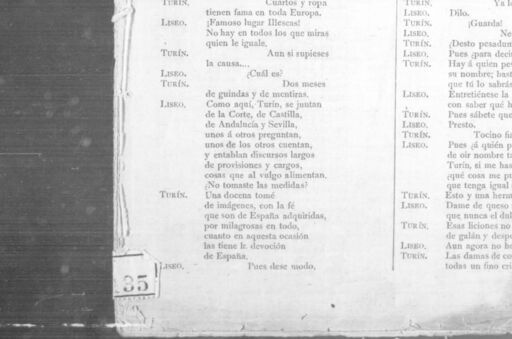 TURÍN. Cuartos y ropa
tienen fama en toda Europa.
LISEO. ¡Famoso lugar Illescas!
No hay en todos los que miras
quien le iguale.
TURÍN. Aun si supieses
la causa....
LISEO. ¿Cuál es?
TURÍN. Dos meses
de guindas y de mentiras.
LISEO. Como aquí, Turín, se juntan
de la Corte, de Castilla,
de Andalucía y Sevilla,
unos á otros preguntan,
unos de los otros cuentan,
y entablan discursos largos
de provisiones y cargos,
cosas que al vulgo alimentan.
¿No tomaste las medidas?
TURÍN. Una docena tomé
de imágenes, con la fé
que son de España adquiridas,
por milagrosas en todo,
cuanto en aquesta ocasión
las tiene lr. devoción
de España.
LISEO. Pues dese modo,
35
TURÍN. Ya lo
LISEO. Dilo.
TURÍN. ¡Guarda!
LISEO. Ne
TURÍN. ¿Desto pesadum
LISEO. Pues ¿para deci
TURÍN. Hay á quien pes
su nombre; bast
que tú lo sabrás
LISEO. Entretiénese la
con saber qué h
TURÍN. Pues sábete que
LISEO. Presto.
TURÍN. Tocino fi
LISEO. Pues ¿á quién p
de oir nombre ta
Turín, si me has
¿qué cosa me pu
que tenga igual
TURÍN. Esto y una herm
LISEO. Dame de queso
que nunca el dul
TURÍN. Esas liciones no
de galán y despo
LISEO. Aun agora no h
TURÍN. Las damas de co
todas un fino cri